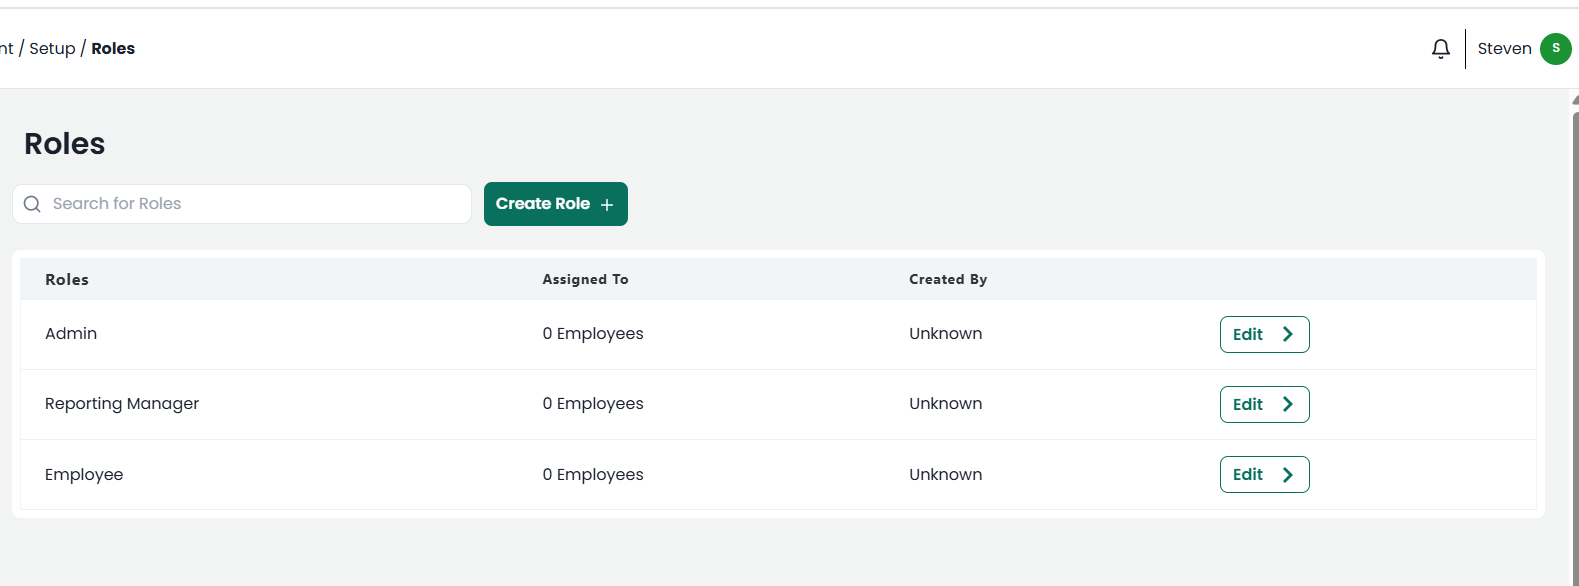 nt / Setup / Roles
Steven S
Roles
Search for Roles
Create Role +
Roles Assigned To Created By
Admin 0 Employees Unknown Edit
Reporting Manager 0 Employees Unknown Edit
Employee 0 Employees Unknown Edit